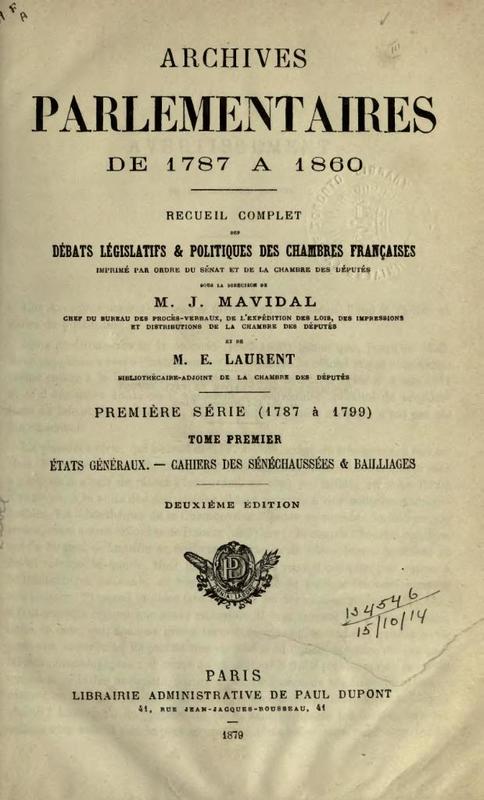 ARCHIVES
PARLEMENTAIRES
DE 1787 A 1860
RECUEIL COMPLET
DES
DÉBATS LÉGISLATIFS & POLITIQUES DES CHAMBRES FRANÇAISES
IMPRIMÉ PAR ORDRE DU SÉNAT ET DE LA CHAMBRE DES DÉPUTÉS
SOUS LA DIRECTION DE
M. J. MAVIDAL
CHEF DU BUREAU DES PROCÈS-VERBAUX, DE L'EXPÉDITION DES LOIS, DES IMPRESSIONS
ET DISTRIBUTIONS DE LA CHAMBRE DES DÉPUTÉS
ET DE
M. E. LAURENT
BIBLIOTHÉCAIRE-ADJOINT DE LA CHAMBRE DES DÉPUTÉS
PREMIÈRE SÉRIE (1787 à 1799)
TOME PREMIER
ÉTATS GÉNÉRAUX. — CAHIERS DES SÉNÉCHAUSSÉES & BAILLIAGES
DEUXIÈME ÉDITION
134546
15/10/14
PARIS
LIBRAIRIE ADMINISTRATIVE DE PAUL DUPONT
41, RUE JEAN-JACQUES-ROUSSEAU, 41
1879